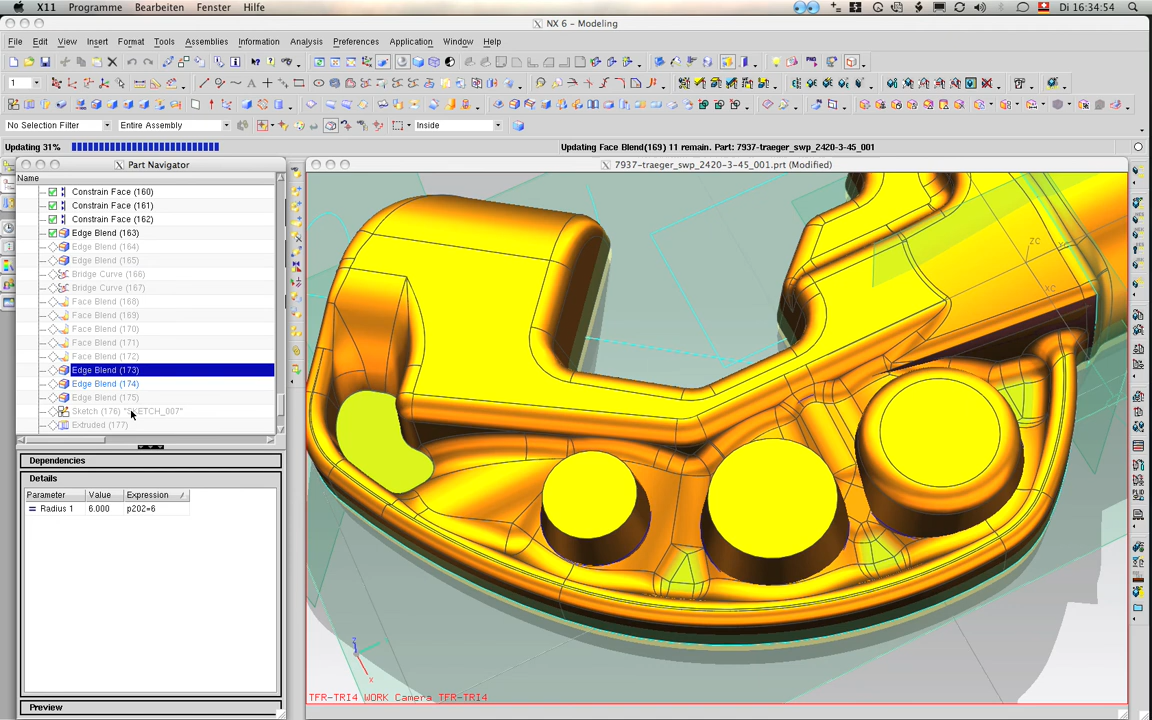 X11 Programme Bearbeiten Fenster Hilfe Di 16:34:54
NX 6 - Modeling
File Edit View Insert Format Tools Assemblies Information Analysis Preferences Application Window Help
1
No Selection Filter Entire Assembly Inside
Updating 31% Updating Face Blend(169) 11 remain. Part: 7937-traeger_swp_2420-3-45_001
Part Navigator
7937-traeger_swp_2420-3-45_001.prt (Modified)
Name
Constrain Face (160)
Constrain Face (161)
Constrain Face (162)
Edge Blend (163)
Edge Blend (164)
Edge Blend (165)
Bridge Curve (166)
Bridge Curve (167)
Face Blend (168)
Face Blend (169)
Face Blend (170)
Face Blend (171)
Face Blend (172)
Edge Blend (173)
Edge Blend (174)
Edge Blend (175)
Sketch (176) "SKETCH_007"
Extruded (177)
Dependencies
Details
Parameter Value Expression
Radius 1 6.000 p202=6
Preview
ZC
XC
Z
X
TFR-TRI4 WORK Camera TFR-TRI4